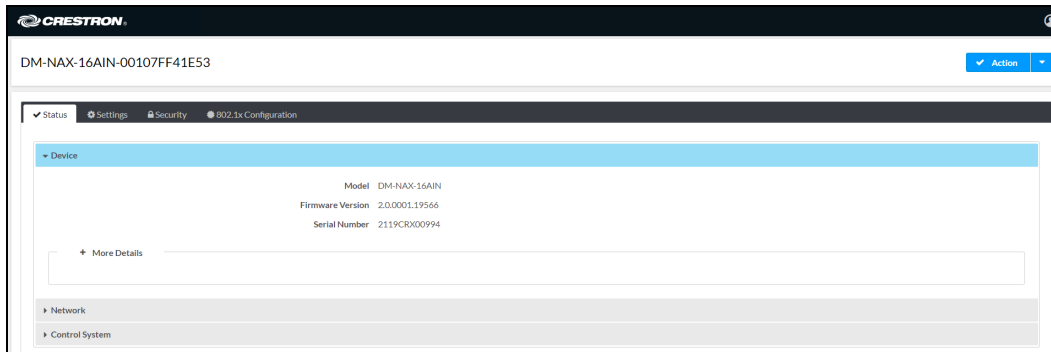 CRESTRON®
DM-NAX-16AIN-00107FF41E53
Action
Status Settings Security 802.1x Configuration
Device
Model DM-NAX-16AIN
Firmware Version 2.0.0001.19566
Serial Number 2119CRX00994
+ More Details
Network
Control System